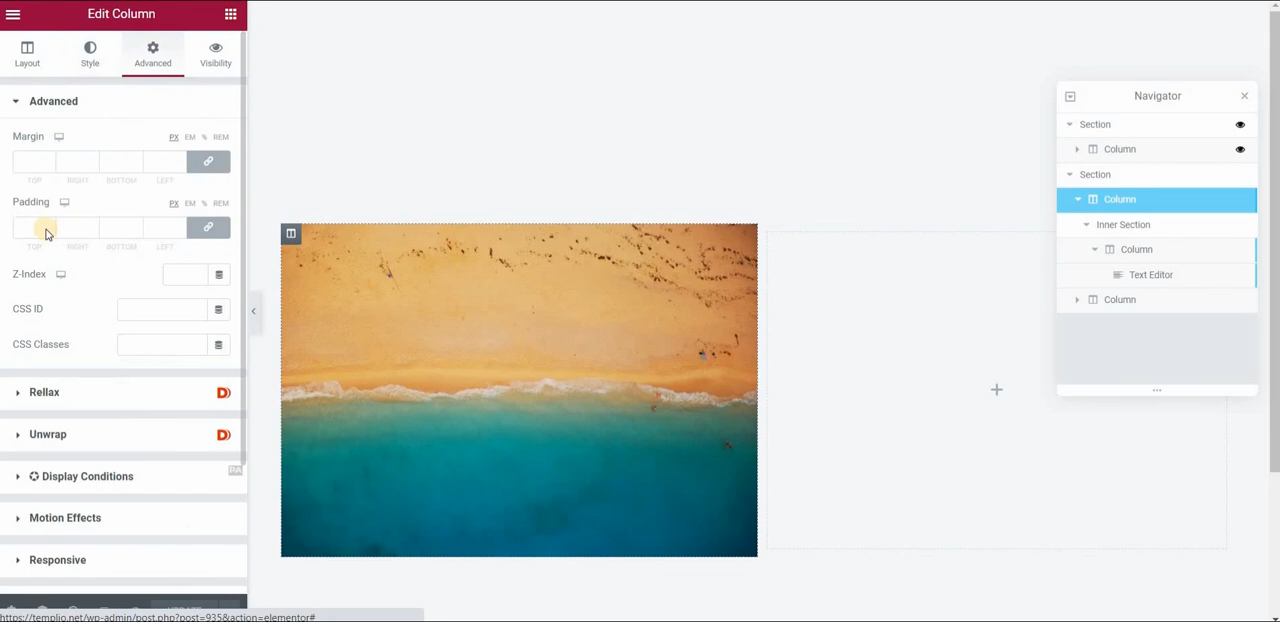 Edit Column
Layout
Style
Advanced
Visibility
Advanced
Margin
PX EM % REM
TOP RIGHT BOTTOM LEFT
Padding
PX EM % REM
TOP RIGHT BOTTOM LEFT
Z-Index
CSS ID
CSS Classes
Rellax
Unwrap
Display Conditions
PA
Motion Effects
Responsive
https://templio.net/wp-admin/post.php?post=935&action=elementor#
Navigator
Section
Column
Section
Column
Inner Section
Column
Text Editor
Column